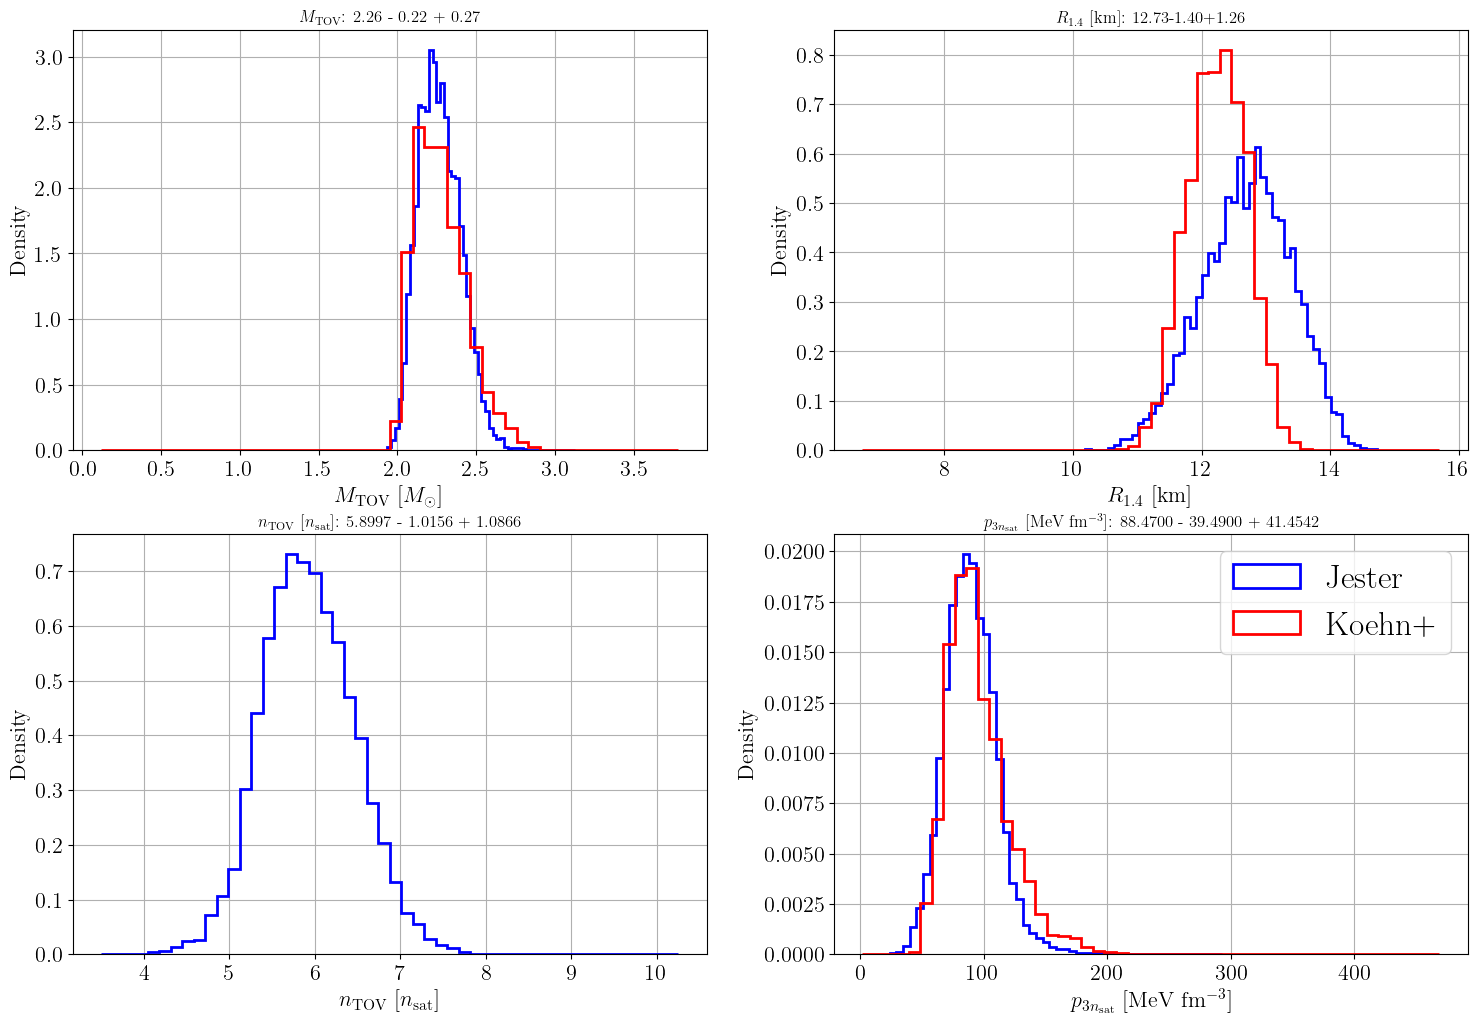 M_TOV: 2.26 - 0.22 + 0.27
3.0
2.5
2.0
1.5
1.0
0.5
0.0
Density
0.0 0.5 1.0 1.5 2.0 2.5 3.0 3.5
M_TOV [M_⊙]
R_1.4 [km]: 12.73-1.40+1.26
0.8
0.7
0.6
0.5
0.4
0.3
0.2
0.1
0.0
Density
8 10 12 14 16
R_1.4 [km]
n_TOV [n_sat]: 5.8997 - 1.0156 + 1.0866
0.7
0.6
0.5
0.4
0.3
0.2
0.1
0.0
Density
4 5 6 7 8 9 10
n_TOV [n_sat]
p_3n_sat [MeV fm⁻³]: 88.4700 - 39.4900 + 41.4542
0.0200
0.0175
0.0150
0.0125
0.0100
0.0075
0.0050
0.0025
0.0000
Density
Jester
Koehn+
0 100 200 300 400
p_3n_sat [MeV fm⁻³]